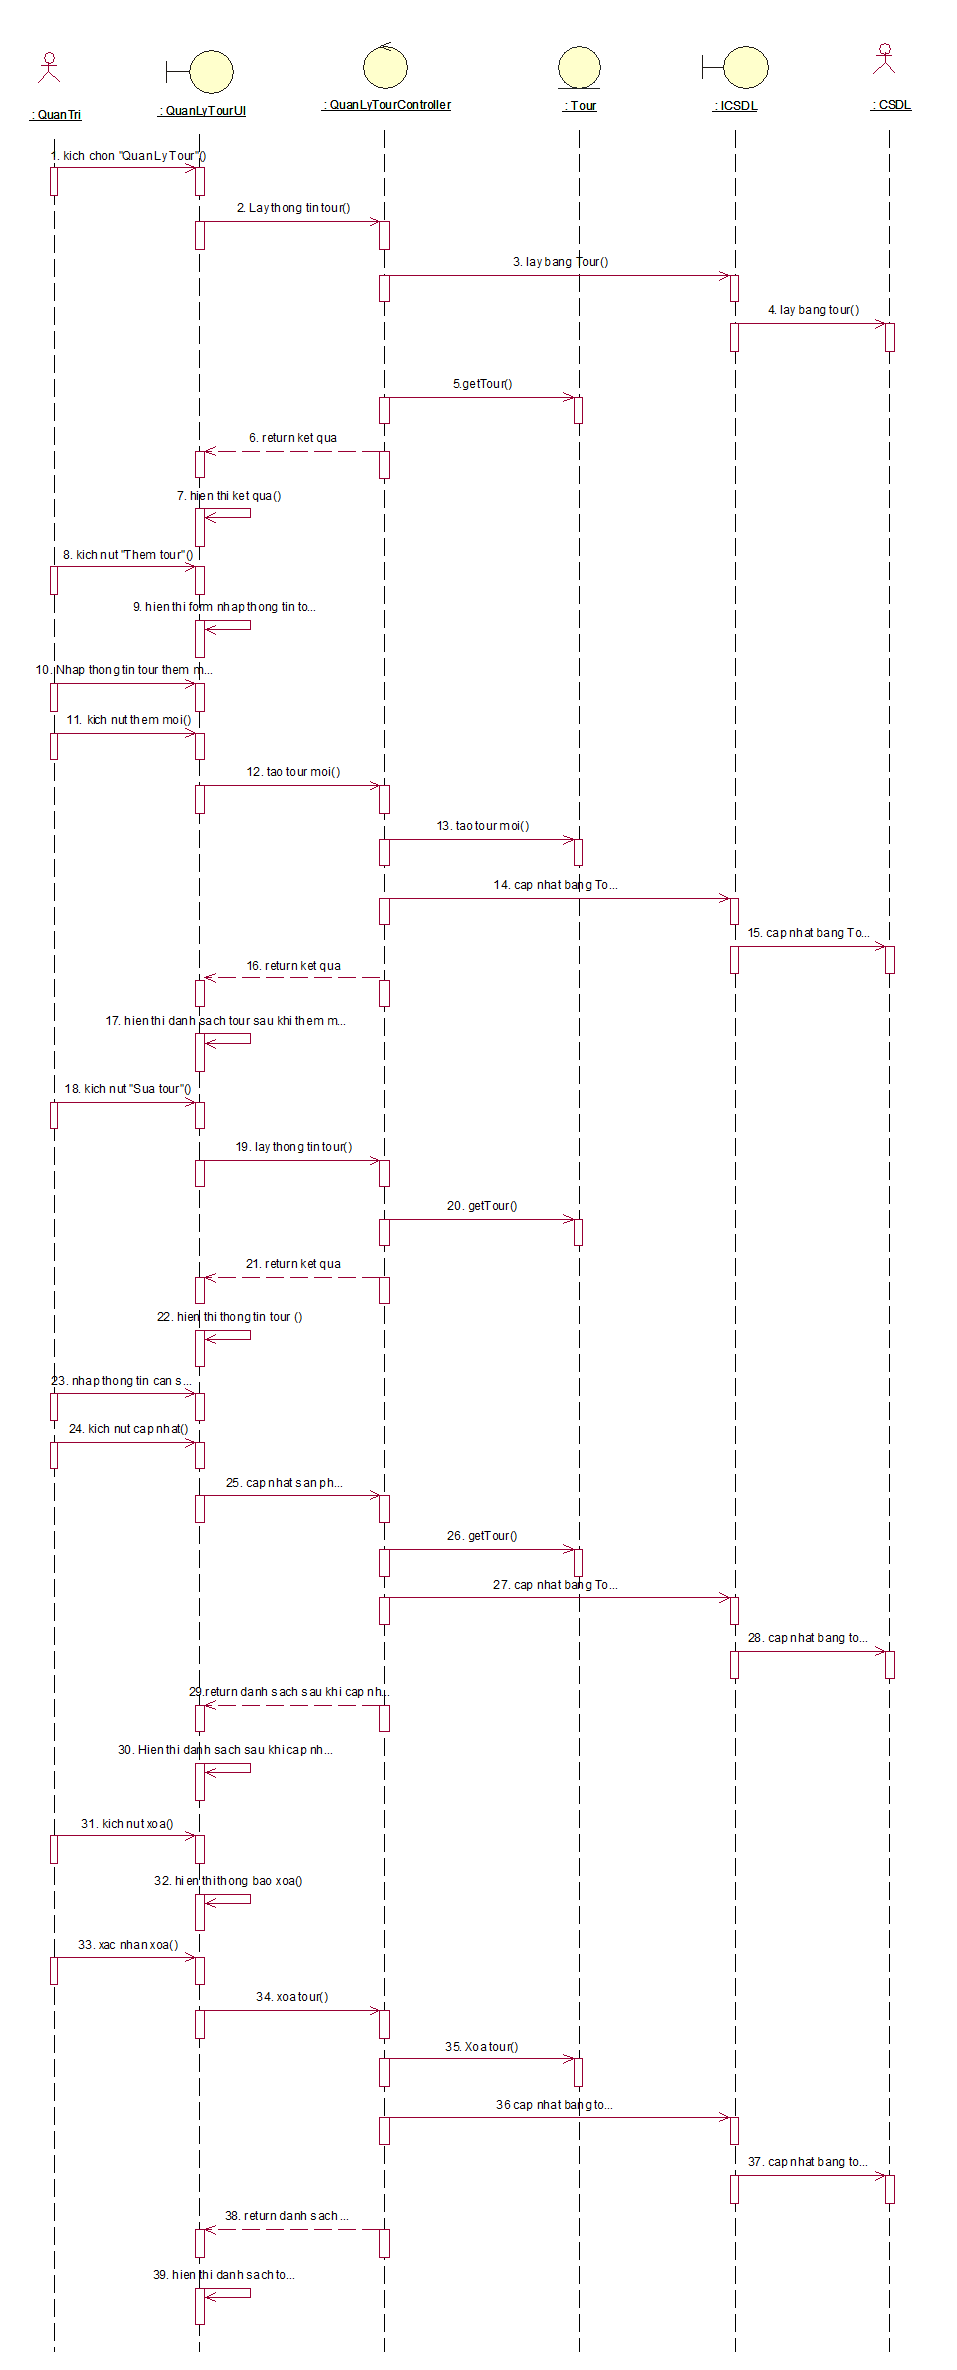 : QuanTri
: QuanLyTourUI
: QuanLyTourController
: Tour
: ICSDL
: CSDL
1. kich chon "QuanLyTour"()
2. Lay thong tin tour()
3. lay bang Tour()
4. lay bang tour()
5.getTour()
6. return ket qua
7. hien thi ket qua()
8. kich nut "Them tour"()
9. hien thi form nhap thong tin to...
10. Nhap thong tin tour them m...
11. kich nut them moi()
12. tao tour moi()
13. tao tour moi()
14. cap nhat bang To...
15. cap nhat bang To...
16. return ket qua
17. hien thi danh sach tour sau khi them m...
18. kich nut "Sua tour"()
19. lay thong tin tour()
20. getTour()
21. return ket qua
22. hien thi thong tin tour ()
23. nhap thong tin can s...
24. kich nut cap nhat()
25. cap nhat san ph...
26. getTour()
27. cap nhat bang To...
28. cap nhat bang to...
29.return danh sach sau khi cap nh...
30. Hien thi danh sach sau khi cap nh...
31. kich nut xoa()
32. hien thi thong bao xoa()
33. xac nhan xoa()
34. xoa tour()
35. Xoa tour()
36 cap nhat bang to...
37. cap nhat bang to...
38. return danh sach ...
39. hien thi danh sach to...